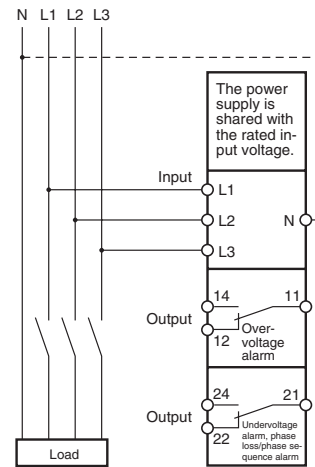 N L1 L2 L3
The power
supply is
shared with
the rated in-
put voltage.
Input
L1
L2
N
L3
14
11
Output
12
Over-
voltage
alarm
24
21
Output
22
Undervoltage
alarm, phase
loss/phase se-
quence alarm
Load